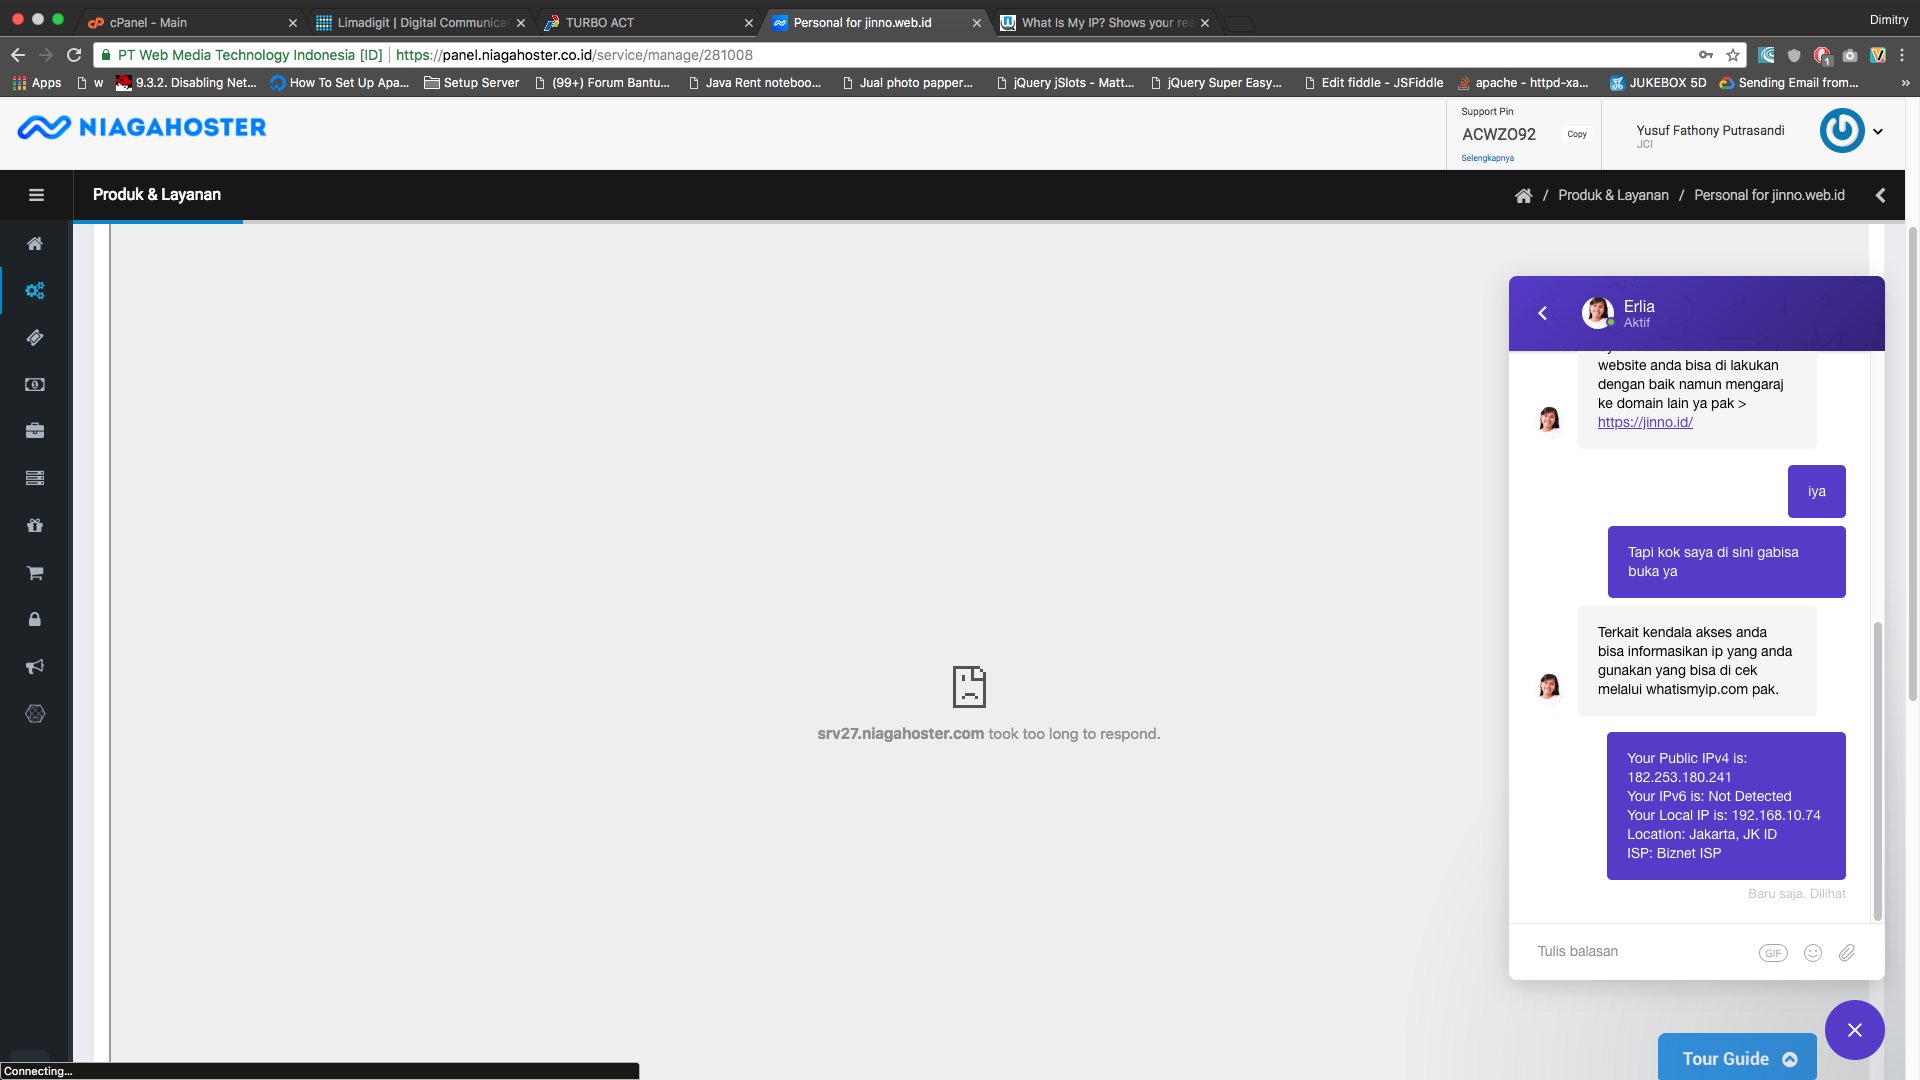 cPanel - Main
Limadigit | Digital Communicat
TURBO ACT
Personal for jinno.web.id
What Is My IP? Shows your rea
Dimitry
PT Web Media Technology Indonesia [ID] https://panel.niagahoster.co.id/service/manage/281008
Apps
w
9.3.2. Disabling Net...
How To Set Up Apa...
Setup Server
(99+) Forum Bantu...
Java Rent noteboo...
Jual photo papper...
jQuery jSlots - Matt...
jQuery Super Easy...
Edit fiddle - JSFiddle
apache - httpd-xa...
JUKEBOX 5D
Sending Email from...
»
NIAGAHOSTER
Support Pin
ACWZO92 Copy
Selengkapnya
Yusuf Fathony Putrasandi
JCI
Produk & Layanan
/ Produk & Layanan / Personal for jinno.web.id
srv27.niagahoster.com took too long to respond.
Erlia
Aktif
website anda bisa di lakukan
dengan baik namun mengaraj
ke domain lain ya pak >
https://jinno.id/
iya
Tapi kok saya di sini gabisa
buka ya
Terkait kendala akses anda
bisa informasikan ip yang anda
gunakan yang bisa di cek
melalui whatismyip.com pak.
Your Public IPv4 is:
182.253.180.241
Your IPv6 is: Not Detected
Your Local IP is: 192.168.10.74
Location: Jakarta, JK ID
ISP: Biznet ISP
Baru saja. Dilihat
Tulis balasan
GIF
Tour Guide
Connecting...